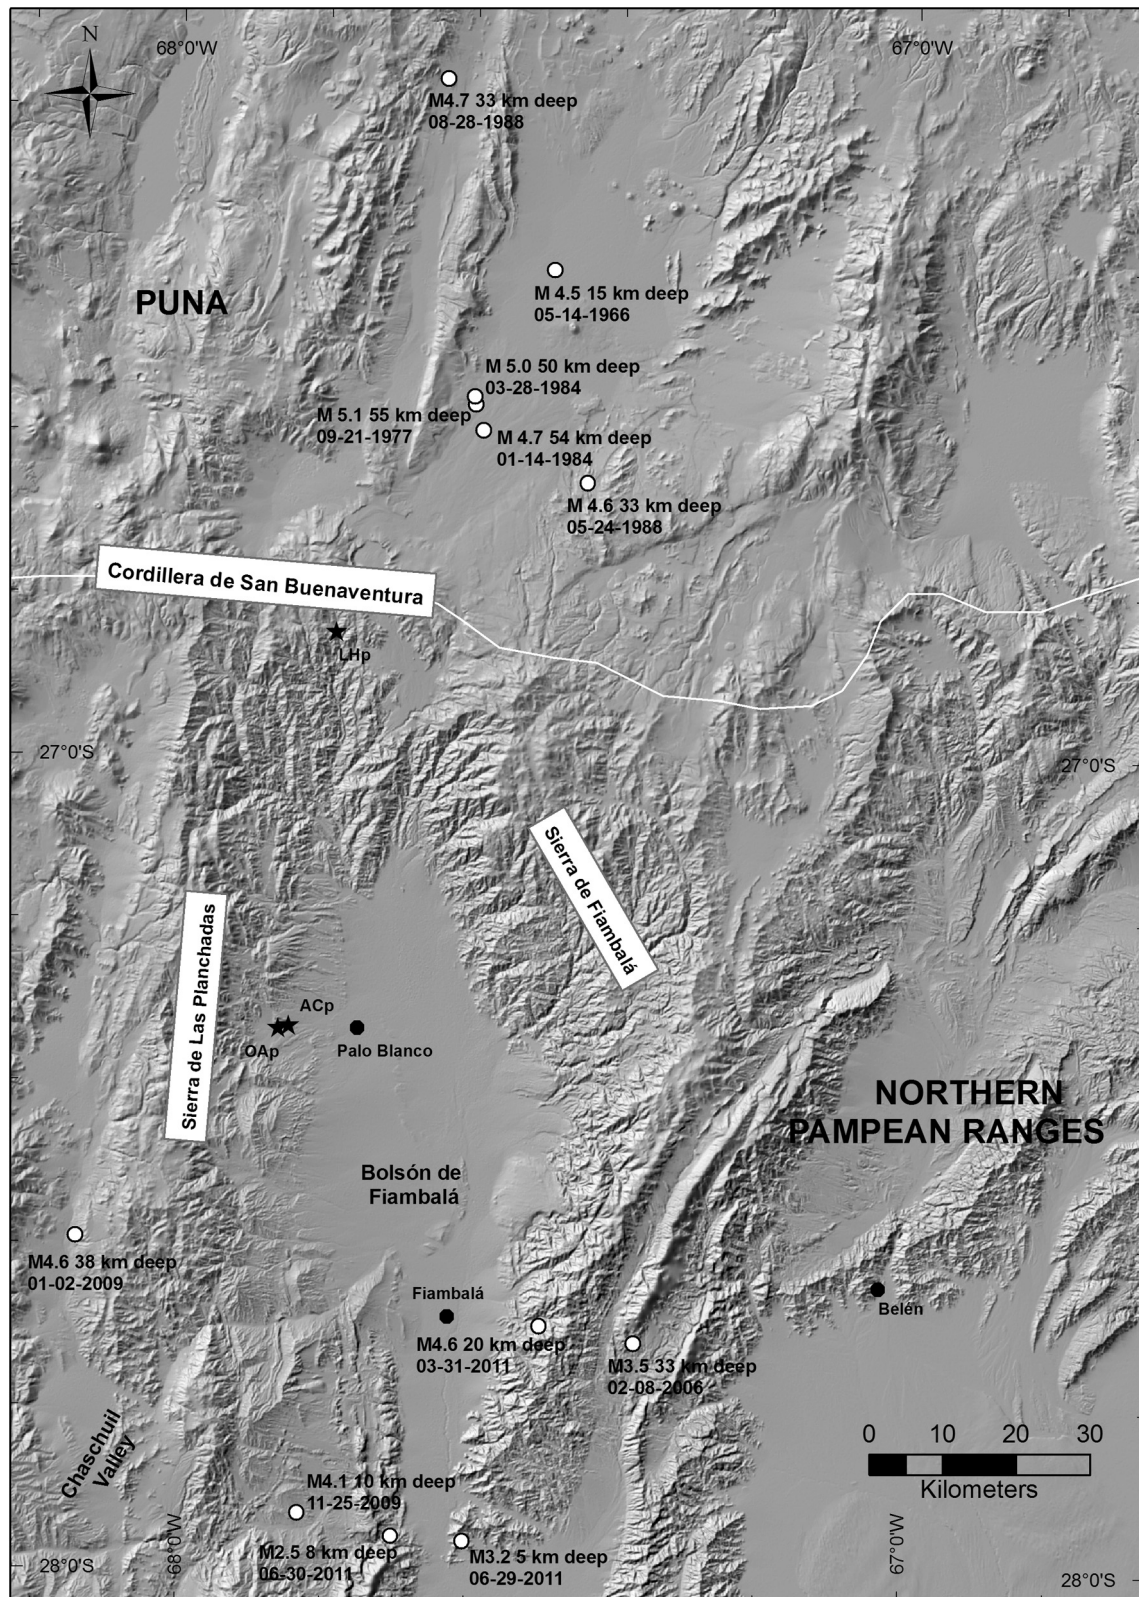 N
68°0'W
67°0'W
M4.7 33 km deep
08-28-1988
PUNA
M 4.5 15 km deep
05-14-1966
M 5.0 50 km deep
03-28-1984
M 5.1 55 km deep
09-21-1977
M 4.7 54 km deep
01-14-1984
M 4.6 33 km deep
05-24-1988
Cordillera de San Buenaventura
LHp
27°0'S
27°0'S
Sierra de Fiambalá
Sierra de Las Planchadas
ACp
OAp
Palo Blanco
NORTHERN
PAMPEAN RANGES
Bolsón de
Fiambalá
M4.6 38 km deep
01-02-2009
Fiambalá
Belén
M4.6 20 km deep
03-31-2011
M3.5 33 km deep
02-08-2006
Chaschuil
Valley
0 10 20 30
Kilometers
M4.1 10 km deep
11-25-2009
M2.5 8 km deep
06-30-2011
M3.2 5 km deep
06-29-2011
68°0'W
67°0'W
28°0'S
28°0'S